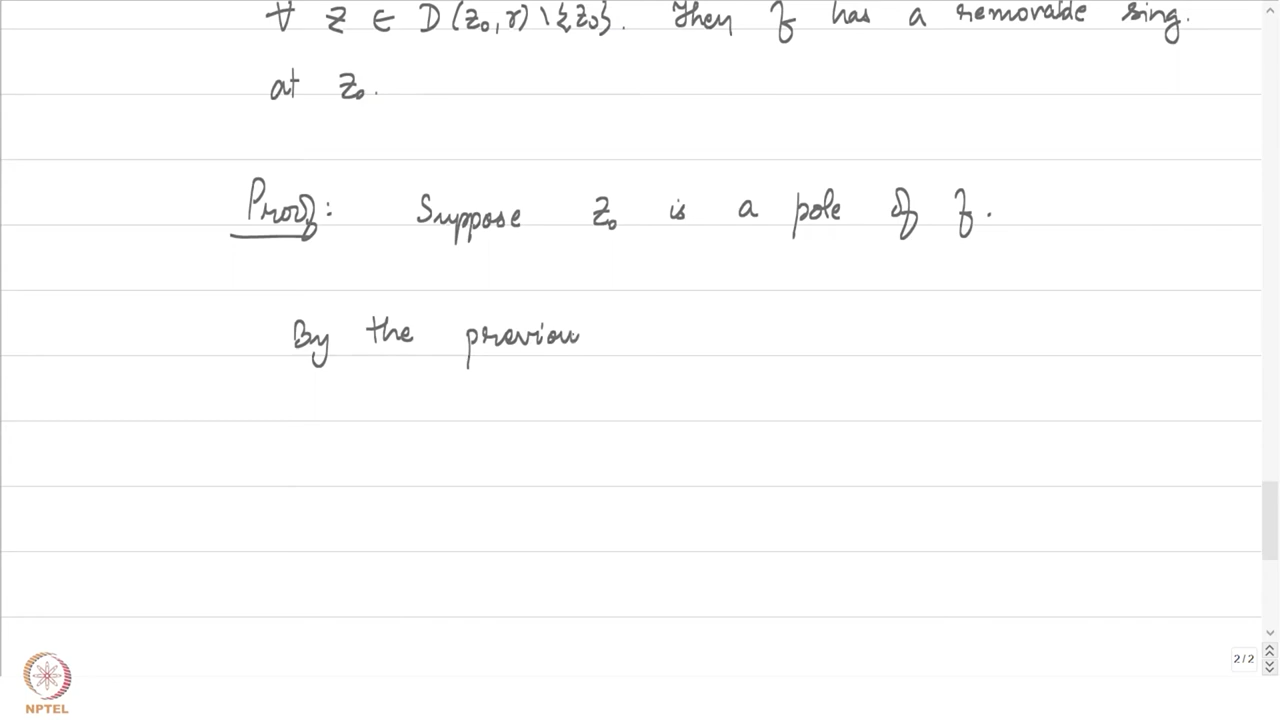 ∀ z ∈ D(z₀, r) \ {z₀}. Then f has a removable sing.
at z₀.
Proof: Suppose z₀ is a pole of f.
By the previou
2/2
NPTEL